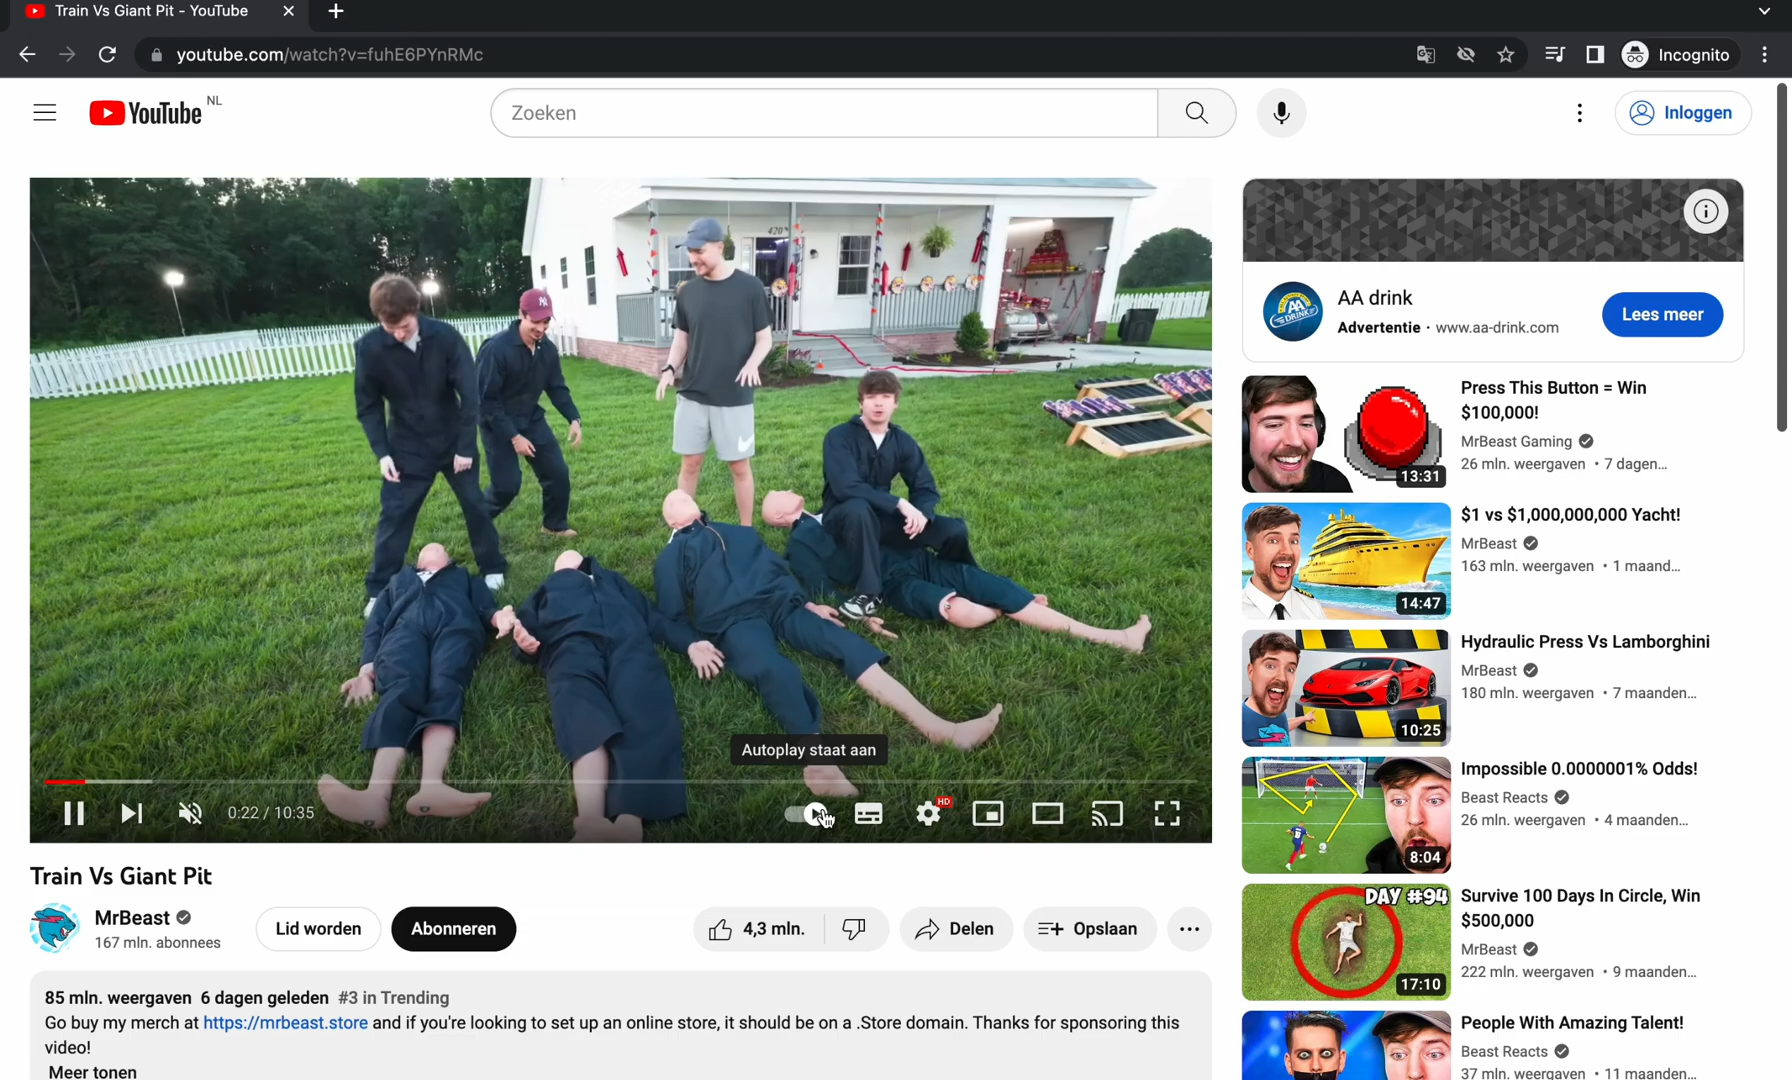 Train Vs Giant Pit - YouTube
youtube.com/watch?v=fuhE6PYnRMc
Incognito
YouTube NL
Zoeken
Inloggen
420
Autoplay staat aan
0:22 / 10:35
HD
Train Vs Giant Pit
MrBeast
167 mln. abonnees
Lid worden
Abonneren
4,3 mln.
Delen
Opslaan
85 mln. weergaven 6 dagen geleden #3 in Trending
Go buy my merch at https://mrbeast.store and if you're looking to set up an online store, it should be on a .Store domain. Thanks for sponsoring this
video!
Meer tonen
AA DRINK
AA drink
Advertentie · www.aa-drink.com
Lees meer
13:31
Press This Button = Win
$100,000!
MrBeast Gaming
26 mln. weergaven • 7 dagen...
14:47
$1 vs $1,000,000,000 Yacht!
MrBeast
163 mln. weergaven • 1 maand...
10:25
Hydraulic Press Vs Lamborghini
MrBeast
180 mln. weergaven • 7 maanden...
8:04
Impossible 0.0000001% Odds!
Beast Reacts
26 mln. weergaven • 4 maanden...
DAY #94
17:10
Survive 100 Days In Circle, Win
$500,000
MrBeast
222 mln. weergaven • 9 maanden...
People With Amazing Talent!
Beast Reacts
37 mln. weergaven • 11 maanden...